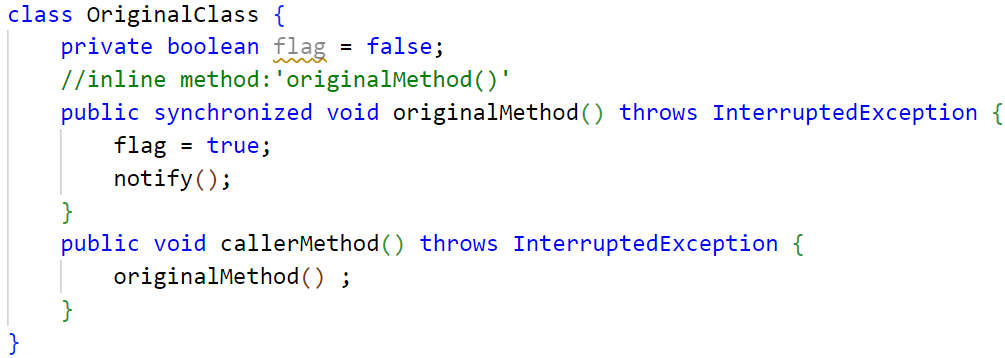 class OriginalClass {
    private boolean flag = false;
    //inline method:'originalMethod()'
    public synchronized void originalMethod() throws InterruptedException {
        flag = true;
        notify();
    }
    public void callerMethod() throws InterruptedException {
        originalMethod() ;
    }
}